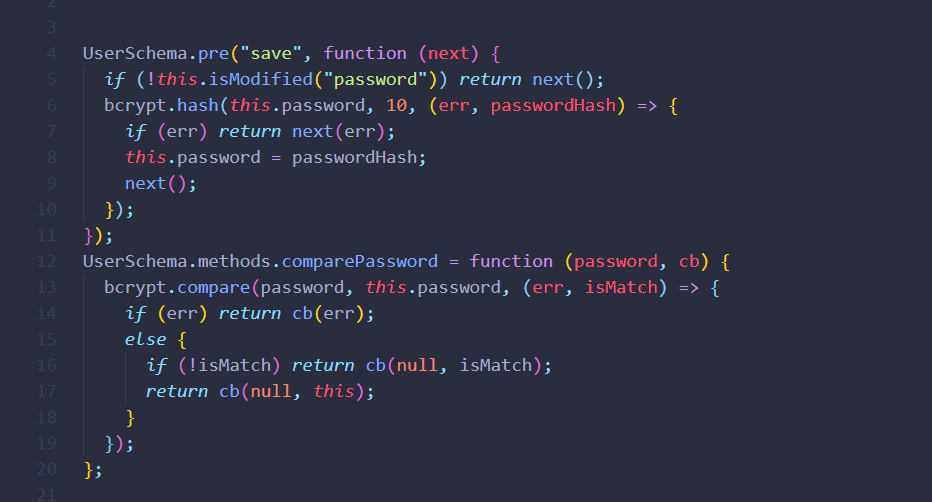 2
3
4 UserSchema.pre("save", function (next) {
5 if (!this.isModified("password")) return next();
6 bcrypt.hash(this.password, 10, (err, passwordHash) => {
7 if (err) return next(err);
8 this.password = passwordHash;
9 next();
10 });
11 });
12 UserSchema.methods.comparePassword = function (password, cb) {
13 bcrypt.compare(password, this.password, (err, isMatch) => {
14 if (err) return cb(err);
15 else {
16 if (!isMatch) return cb(null, isMatch);
17 return cb(null, this);
18 }
19 });
20 };
21